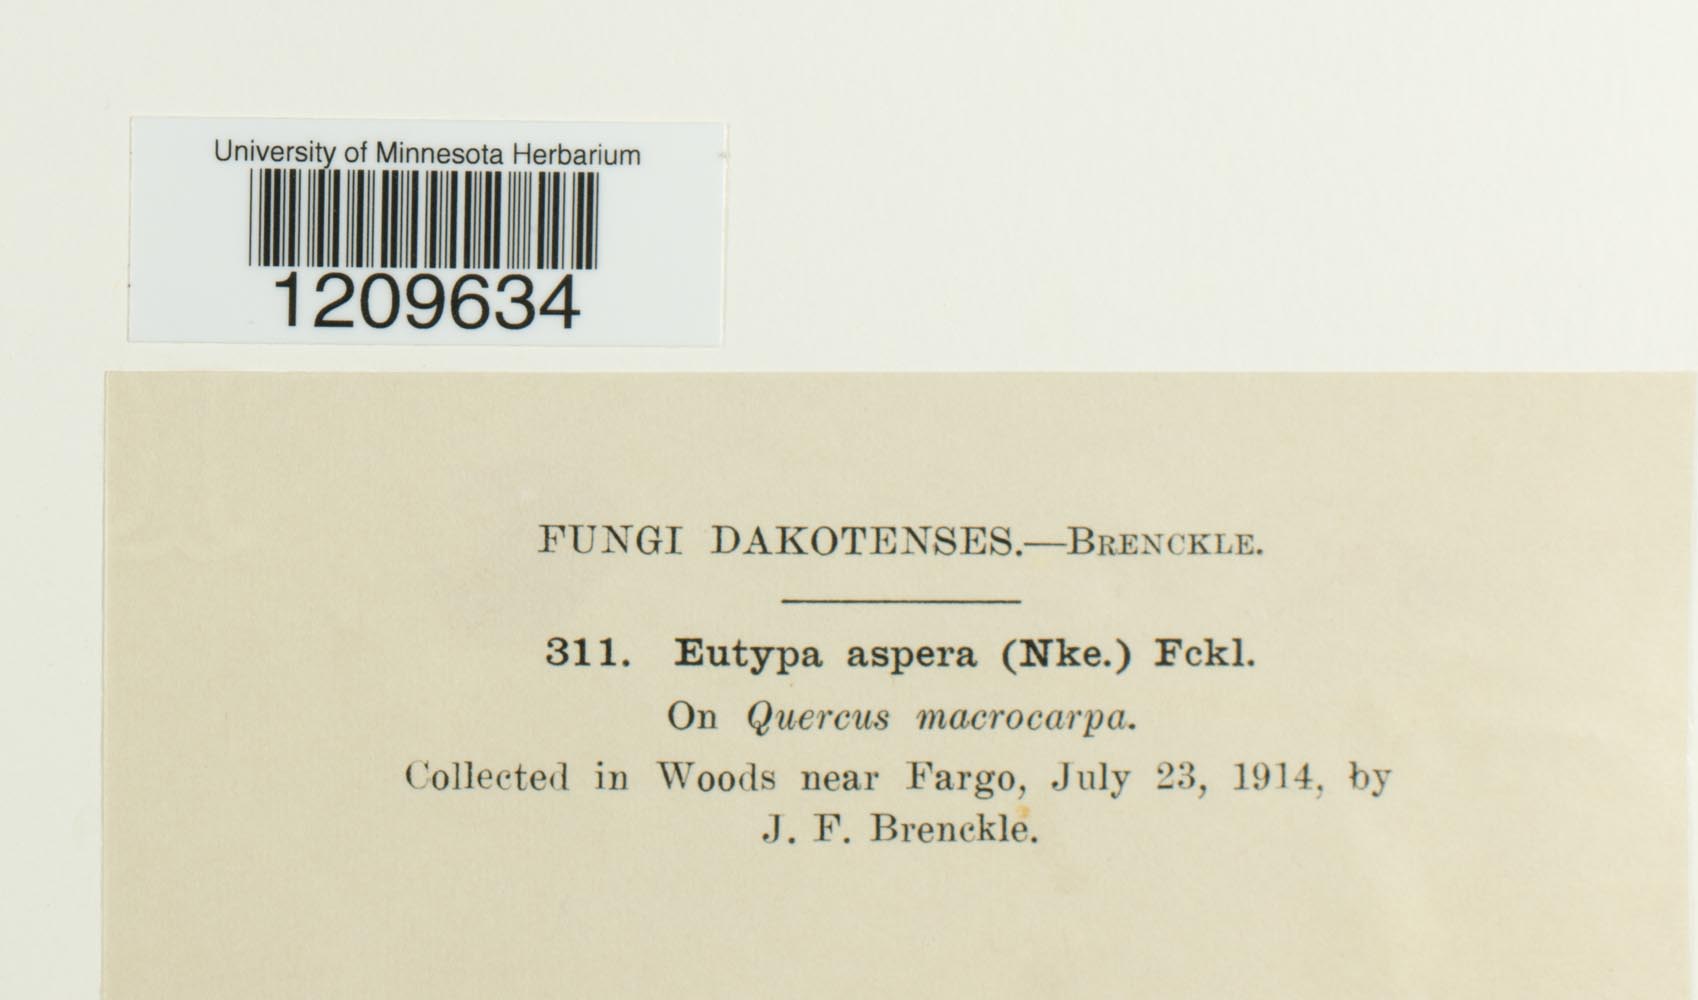 University of Minnesota Herbarium
1209634
FUNGI DAKOTENSES.—BRENCKLE.
311. Eutypa aspera (Nke.) Fckl.
On Quercus macrocarpa.
Collected in Woods near Fargo, July 23, 1914, by
J. F. Brenckle.